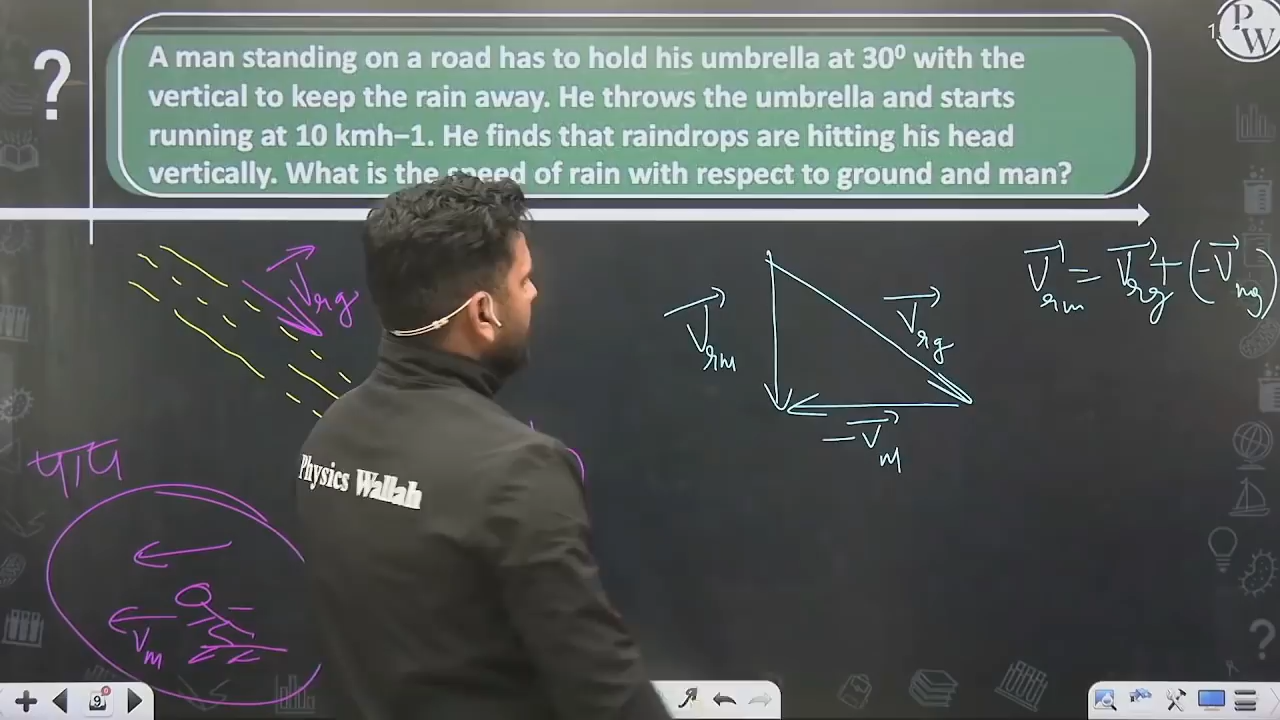 ?
A man standing on a road has to hold his umbrella at 30⁰ with the
vertical to keep the rain away. He throws the umbrella and starts
running at 10 kmh–1. He finds that raindrops are hitting his head
vertically. What is the speed of rain with respect to ground and man?
PW
V⃗rg
V⃗rm
V⃗rg
V⃗rm = V⃗rg + (-V⃗mg)
-V⃗m
Physics Wallah
Vm
9